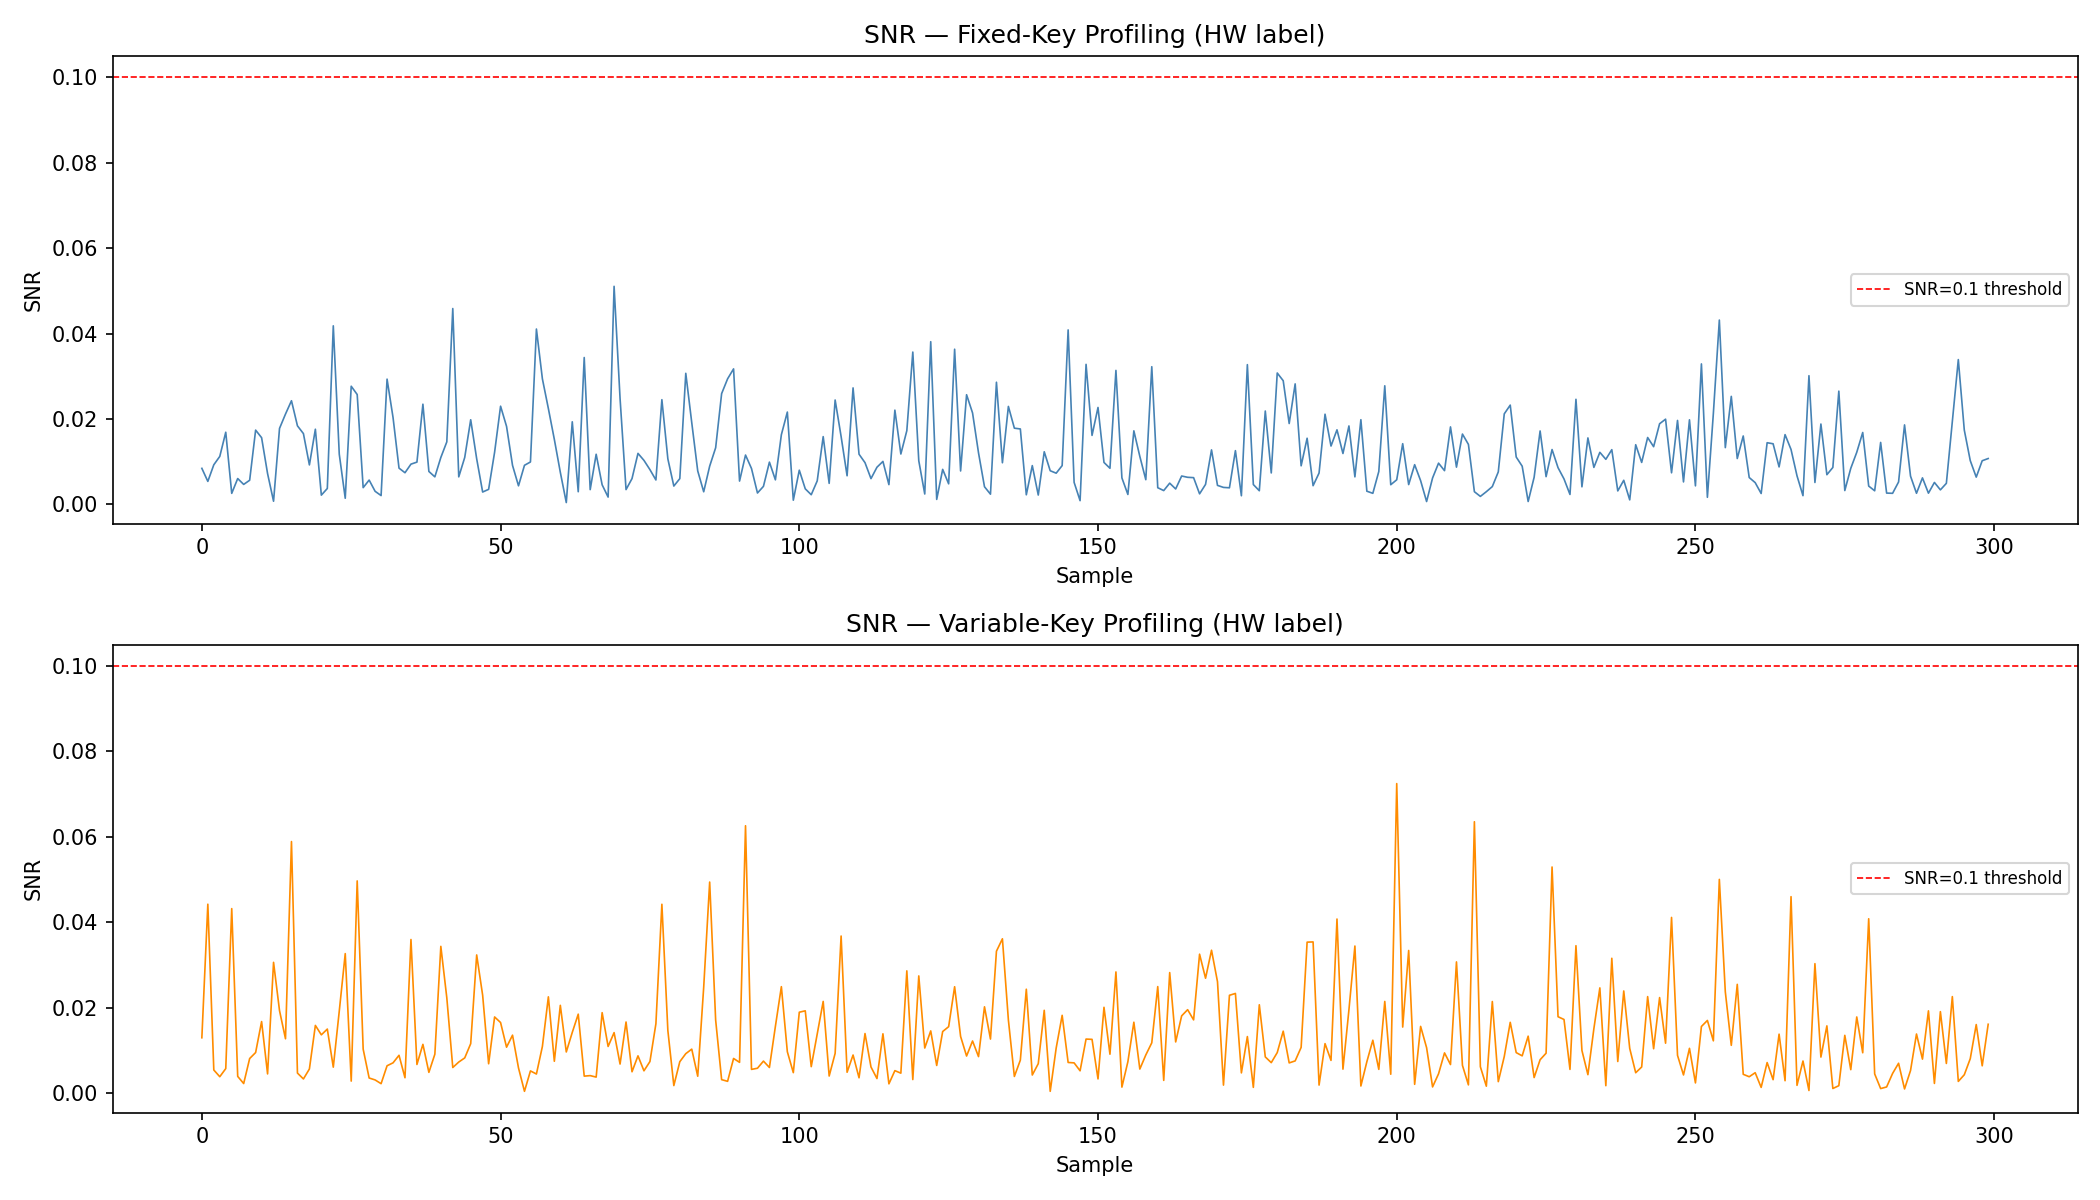 SNR — Fixed-Key Profiling (HW label)
0.10
0.08
0.06
SNR
SNR=0.1 threshold
0.04
0.02
0.00
0 50 100 150 200 250 300
Sample
SNR — Variable-Key Profiling (HW label)
0.10
0.08
0.06
SNR
SNR=0.1 threshold
0.04
0.02
0.00
0 50 100 150 200 250 300
Sample